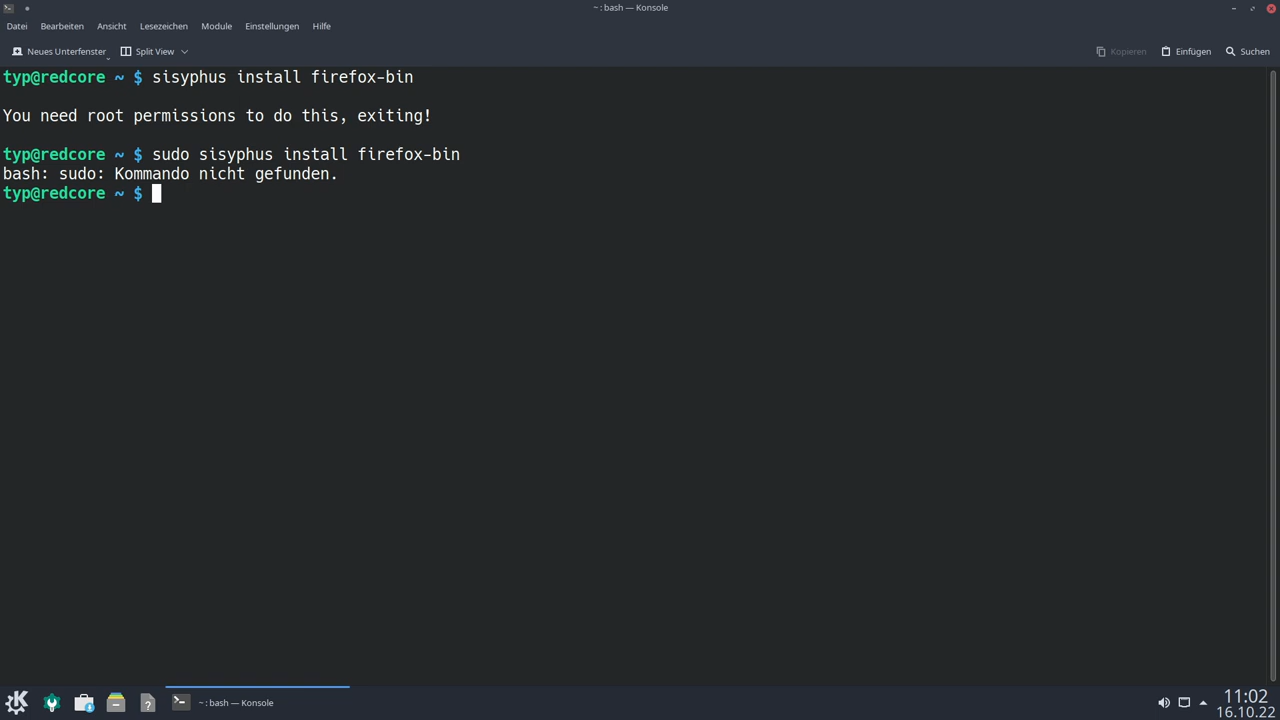 ~ : bash — Konsole
Datei Bearbeiten Ansicht Lesezeichen Module Einstellungen Hilfe
Neues Unterfenster Split View Kopieren Einfügen Suchen
typ@redcore ~ $ sisyphus install firefox-bin
You need root permissions to do this, exiting!
typ@redcore ~ $ sudo sisyphus install firefox-bin
bash: sudo: Kommando nicht gefunden.
typ@redcore ~ $
~ : bash — Konsole
11:02
16.10.22